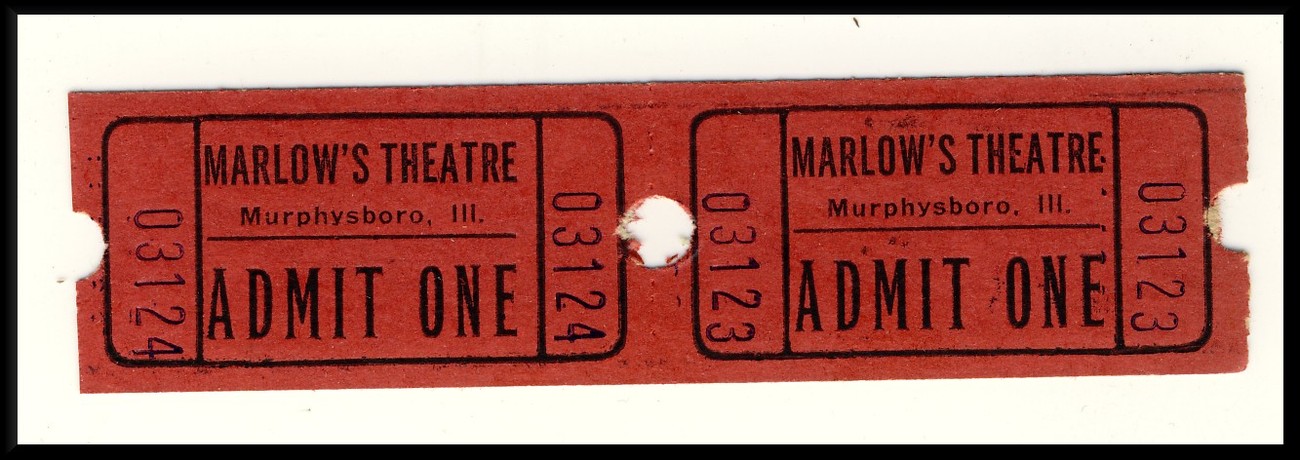 03124
MARLOW'S THEATRE
Murphysboro, Ill.
ADMIT ONE
03124
03123
MARLOW'S THEATRE
Murphysboro, Ill.
ADMIT ONE
03123